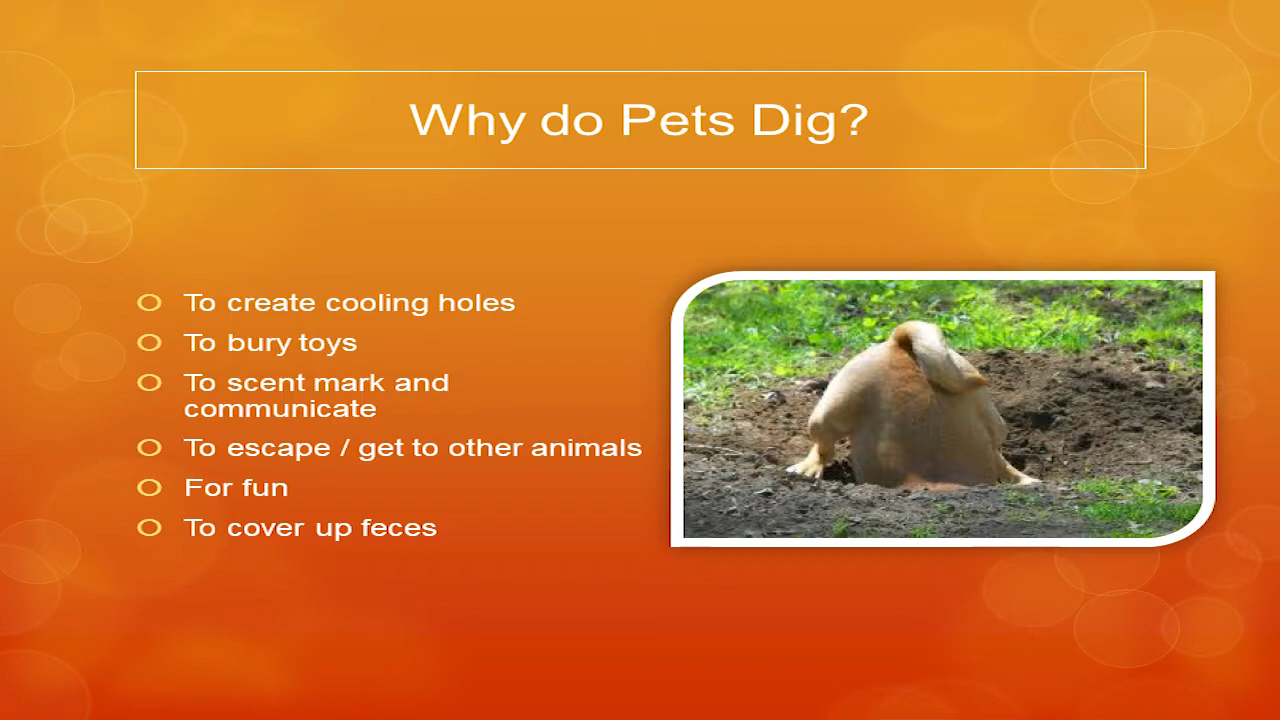 Why do Pets Dig?
To create cooling holes
To bury toys
To scent mark and
communicate
To escape / get to other animals
For fun
To cover up feces